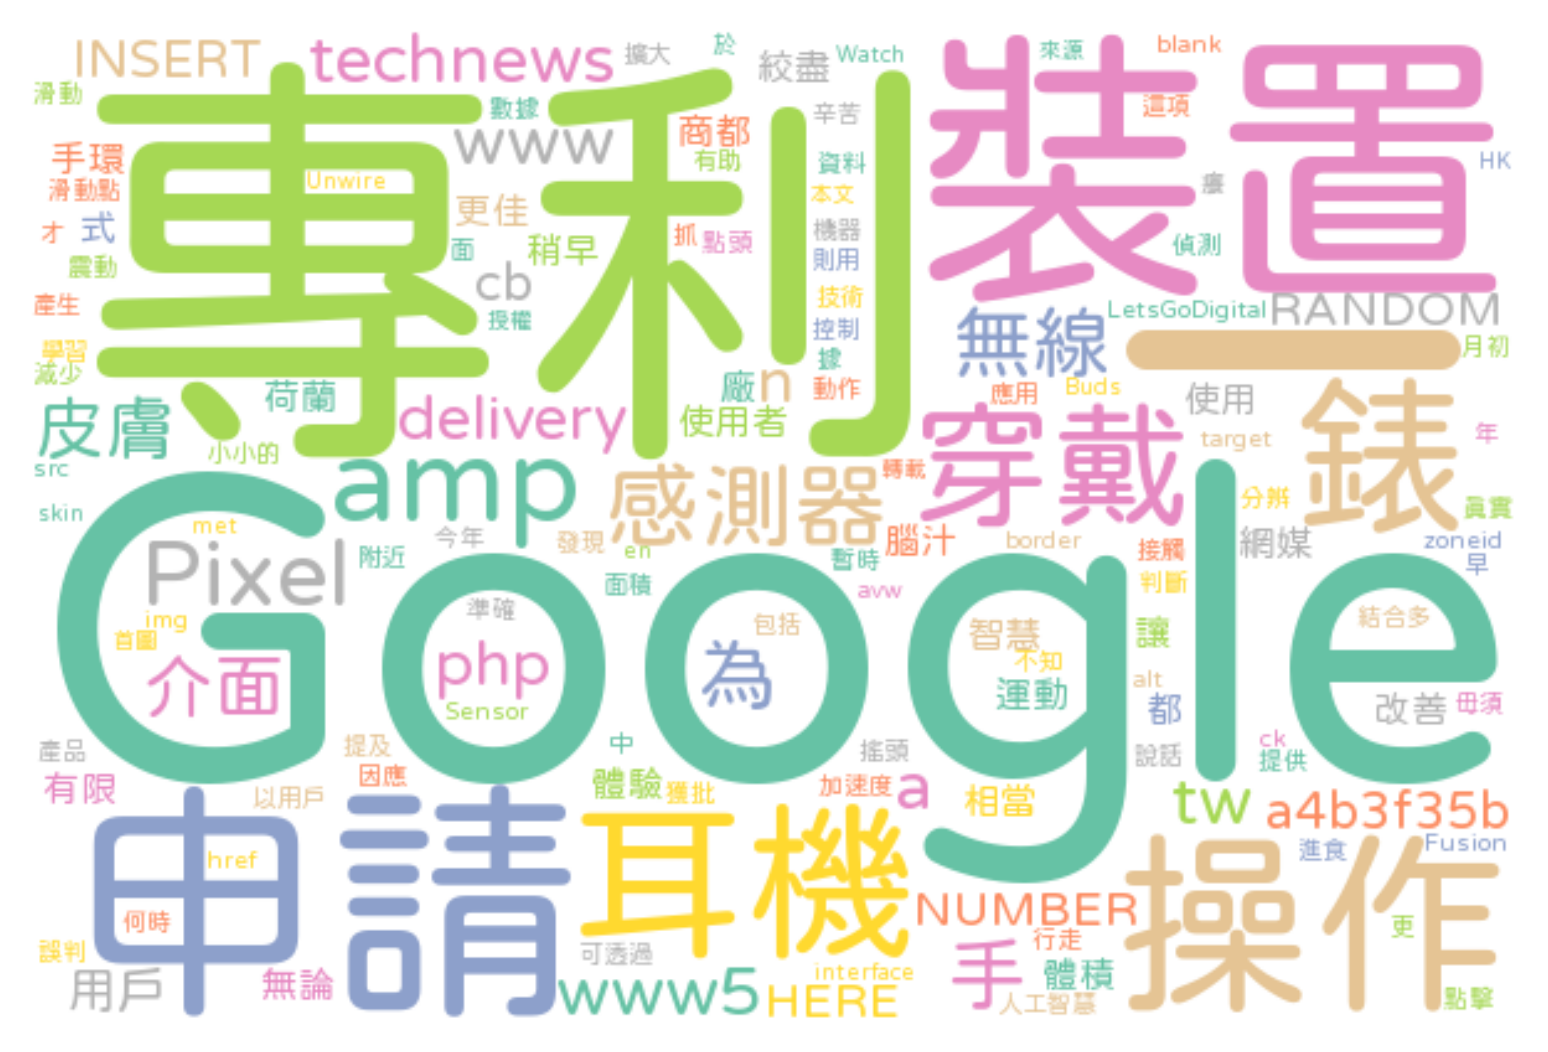 INSERT
technews
擴大
於
絞盡
Watch
來源
blank
滑動
數據
www
商都
辛苦
這項
裝置
專利
手環
滑動點
Unwire
有助
資料
HK
才
式
更佳
本文
癢
震動
面
稍早
抓
點頭
機器
則用
偵測
產生
cb
授權
技術
控制
無線
LetsGoDigital
RANDOM
一
月初
學習
減少
荷蘭
廠
n
據
動作
應用
Buds
使用
皮膚
delivery
使用者
穿戴
錶
target
年
小小的
src
amp
感測器
轉載
分辨
真實
skin
met
Pixel
今年
附近
發現
en
面積
暫時
腦汁
border
接觸
網媒
zoneid
早
avw
判斷
Google
img
首圖
準確
包括
智慧
不知
讓
結合多
介面
php
Sensor
為
運動
alt
都
改善
毋須
產品
提及
中
搖頭
說話
ck
提供
有限
因應
體驗
獲批
加速度
a
相當
tw
a4b3f35b
以用戶
申請
href
耳機
進食
Fusion
何時
NUMBER
操作
更
誤判
可透過
行走
用戶
無論
www5
interface
HERE
手
體積
人工智慧
點擊